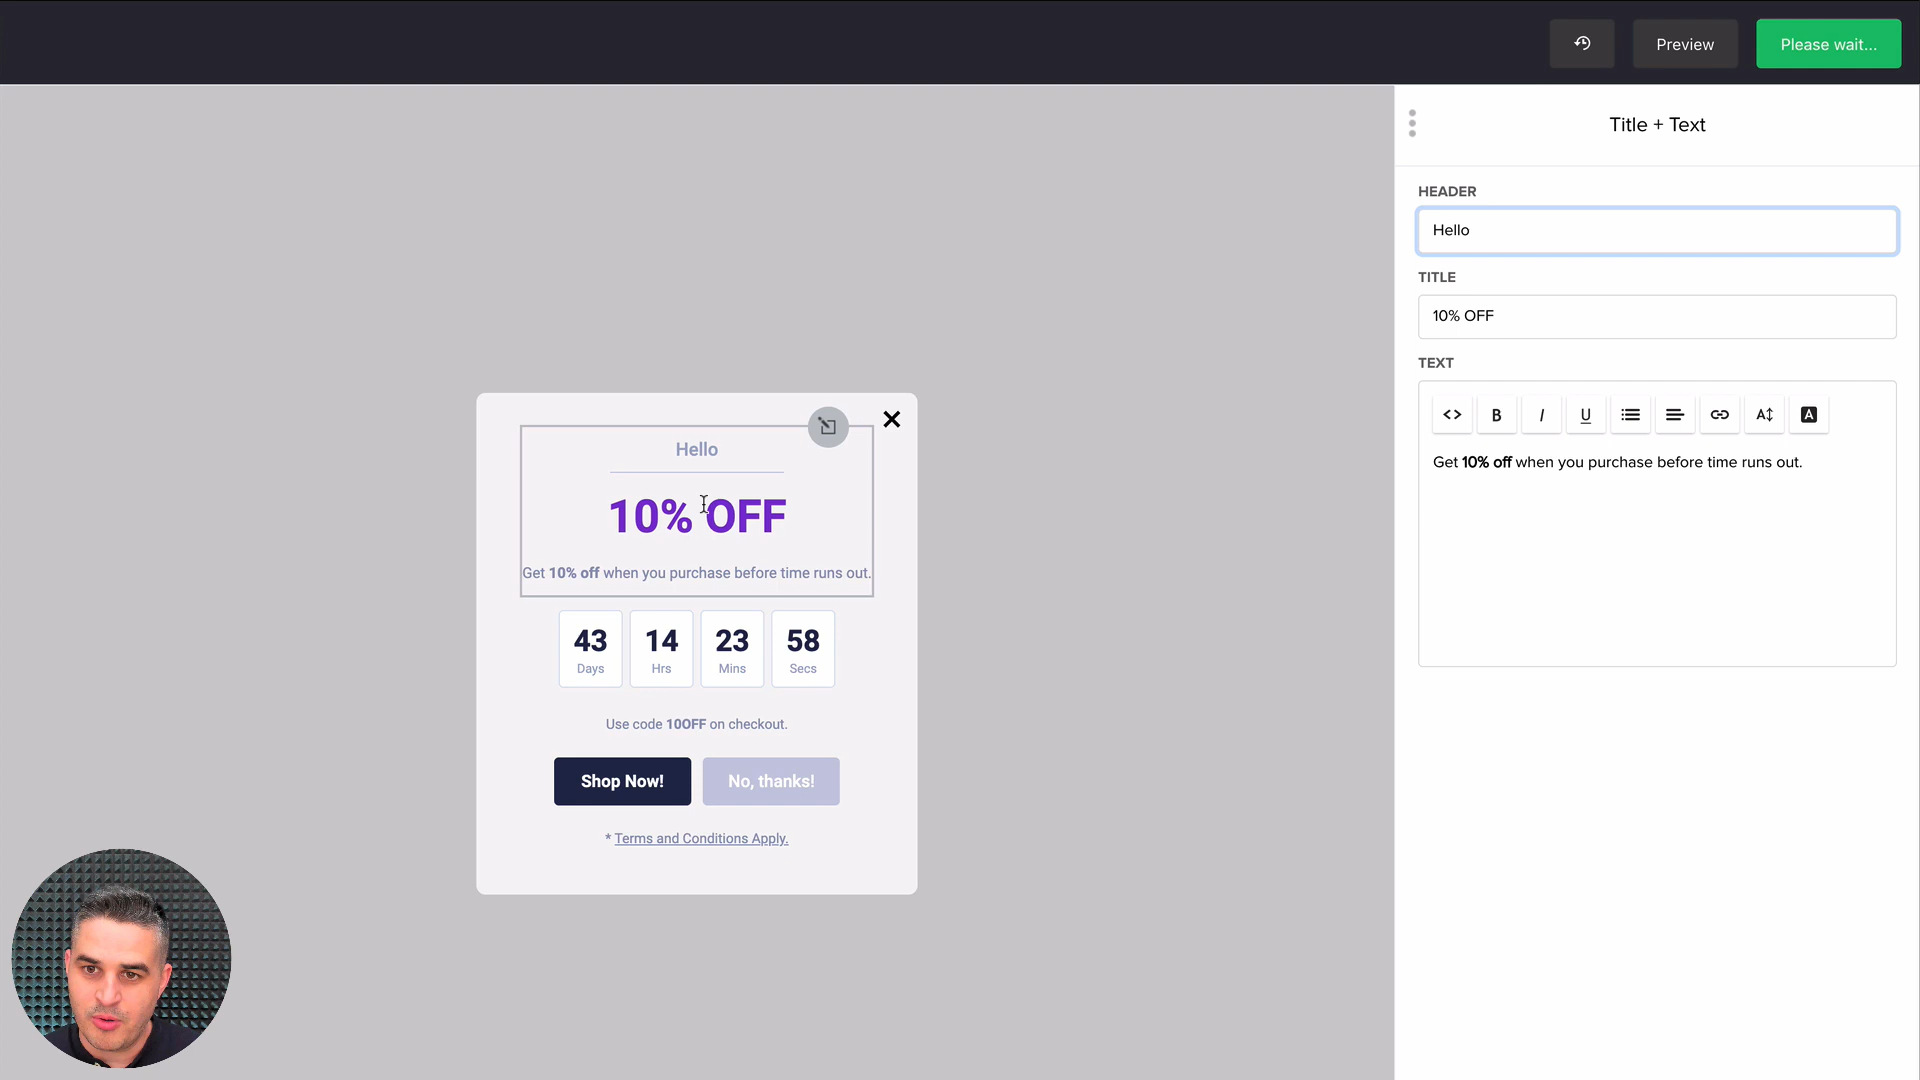 Preview
Please wait...
Title + Text
HEADER
Hello
TITLE
10% OFF
TEXT
<> B I U A A
Get 10% off when you purchase before time runs out.
Hello
10% OFF
Get 10% off when you purchase before time runs out.
43 14 23 58
Days Hrs Mins Secs
Use code 10OFF on checkout.
Shop Now! No, thanks!
* Terms and Conditions Apply.